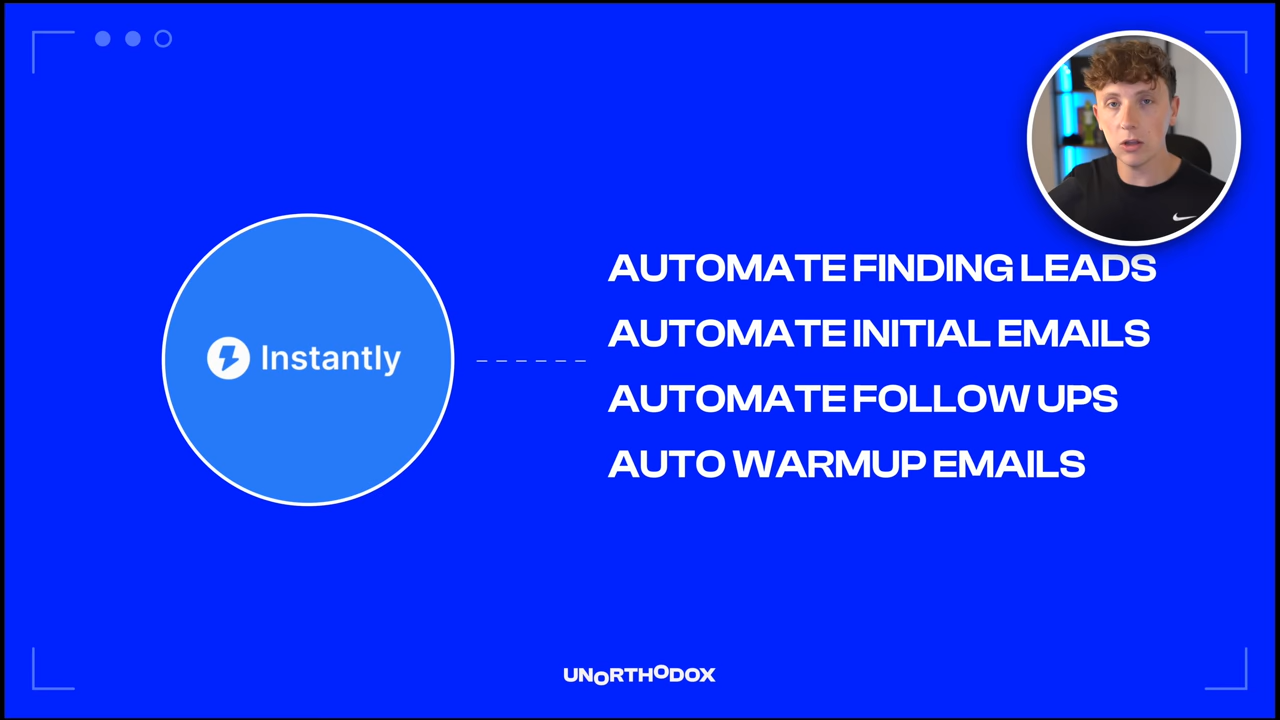 Instantly
AUTOMATE FINDING LEADS
AUTOMATE INITIAL EMAILS
AUTOMATE FOLLOW UPS
AUTO WARMUP EMAILS
UNORTHODOX